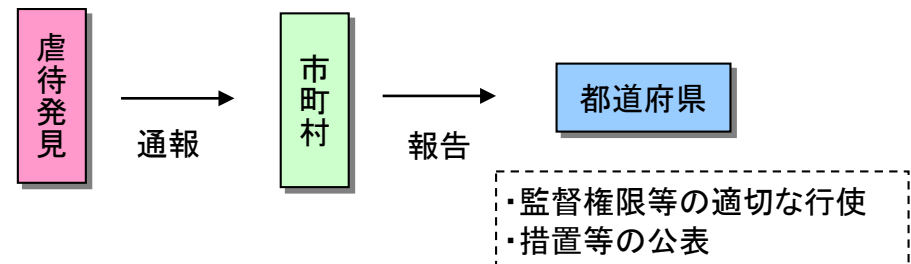 虐待発見
通報
市町村
報告
都道府県
・監督権限等の適切な行使
・措置等の公表